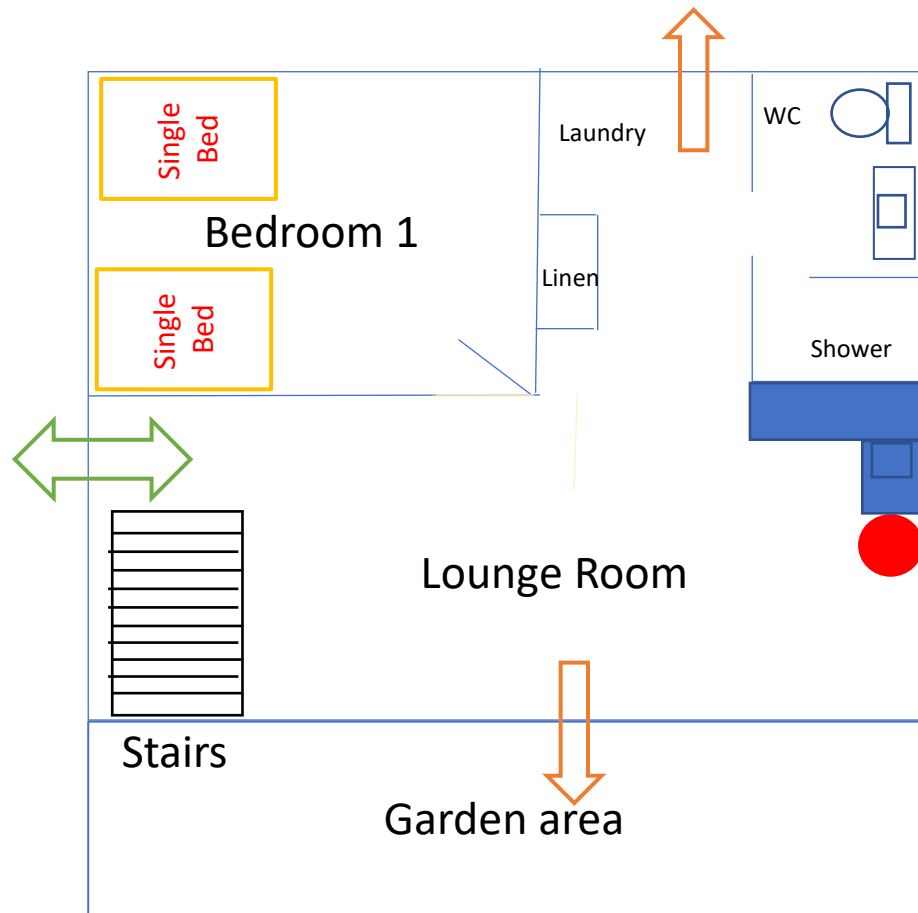 Single
Bed
Laundry
WC
Bedroom 1
Linen
Single
Bed
Shower
Lounge Room
Stairs
Garden area